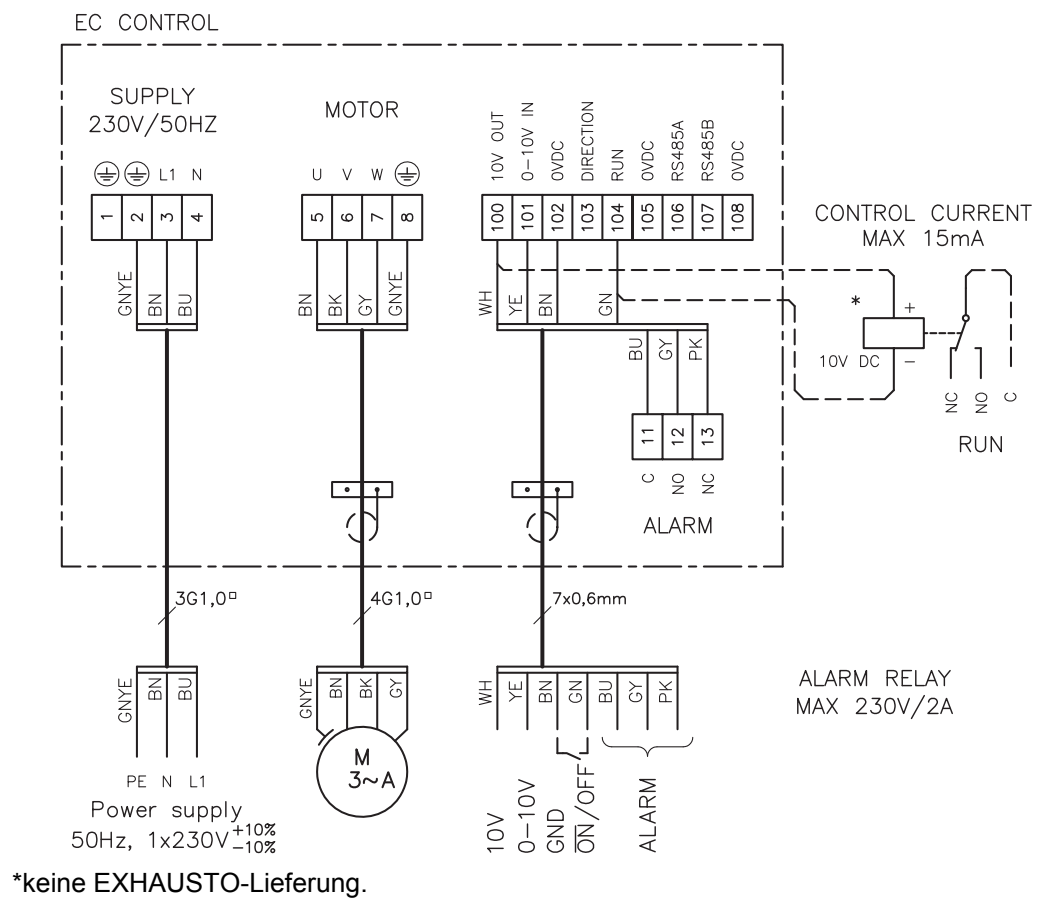 EC CONTROL
SUPPLY
230V/50HZ
MOTOR
10V OUT
0-10V IN
0VDC
DIRECTION
RUN
0VDC
RS485A
RS485B
0VDC
L1 N
U V W
1 2 3 4
5 6 7 8
100 101 102 103 104 105 106 107 108
CONTROL CURRENT
MAX 15mA
GNYE BN BU
BN BK GY GNYE
WH YE BN GN
*
+
10V DC
-
BU GY PK
NC NO C
RUN
11 12 13
C NO NC
ALARM
3G1,0▫
4G1,0▫
7x0,6mm
GNYE BN BU
GNYE BN BK GY
WH YE BN GN BU GY PK
ALARM RELAY
MAX 230V/2A
M
3~A
PE N L1
Power supply
50Hz, 1x230V +10%
-10%
10V
0-10V
GND
O̅N̅/OFF
ALARM
*keine EXHAUSTO-Lieferung.